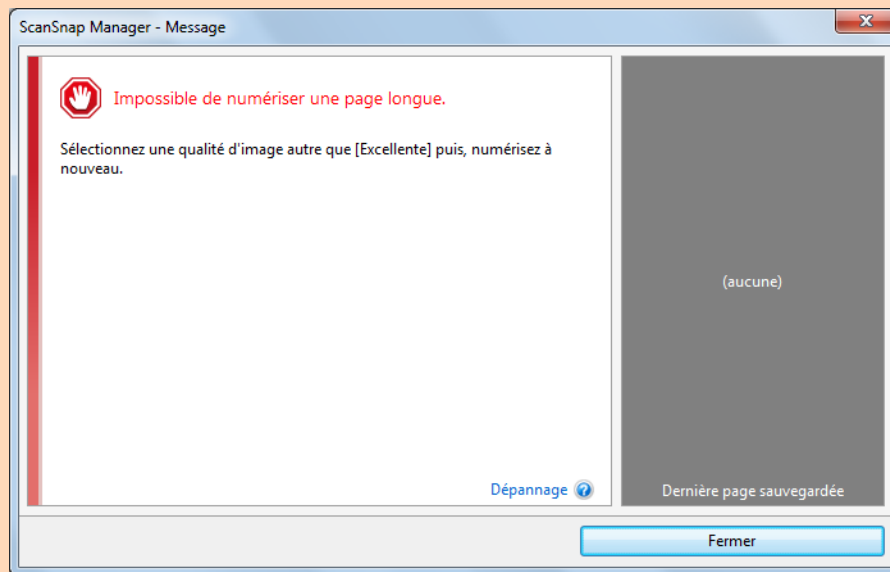 ScanSnap Manager - Message
Impossible de numériser une page longue.
Sélectionnez une qualité d'image autre que [Excellente] puis, numérisez à
nouveau.
(aucune)
Dépannage
Dernière page sauvegardée
Fermer